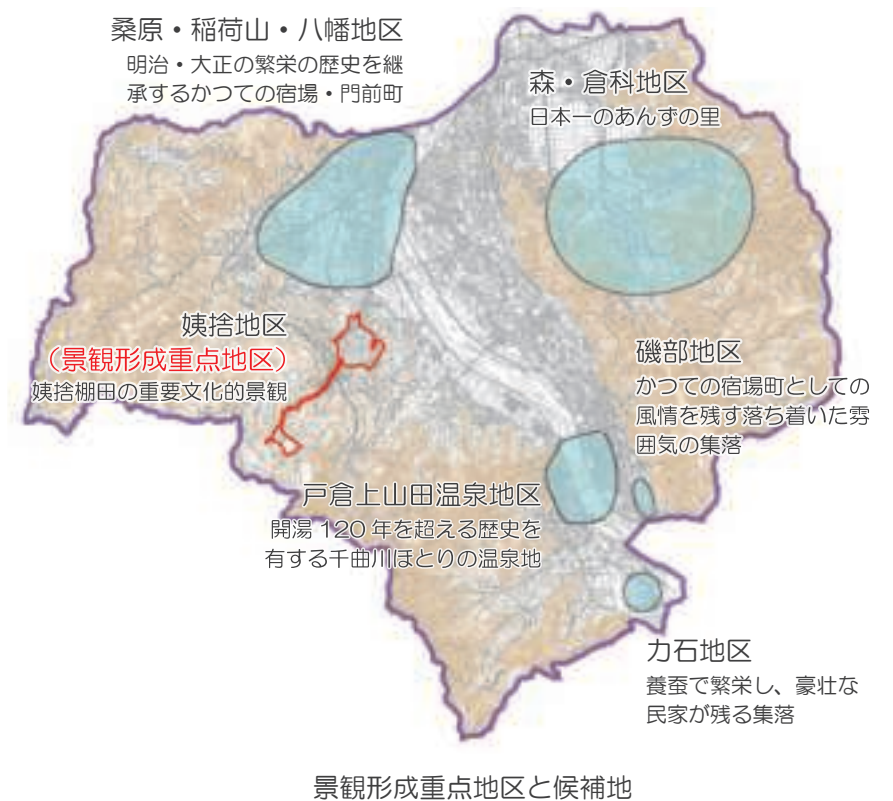 桑原・稲荷山・八幡地区
明治・大正の繁栄の歴史を継
承するかつての宿場・門前町
森・倉科地区
日本一のあんずの里
姨捨地区
（景観形成重点地区）
姨捨棚田の重要文化的景観
磯部地区
かつての宿場町としての
風情を残す落ち着いた雰
囲気の集落
戸倉上山田温泉地区
開湯 120 年を超える歴史を
有する千曲川ほとりの温泉地
力石地区
養蚕で繁栄し、豪壮な
民家が残る集落
景観形成重点地区と候補地